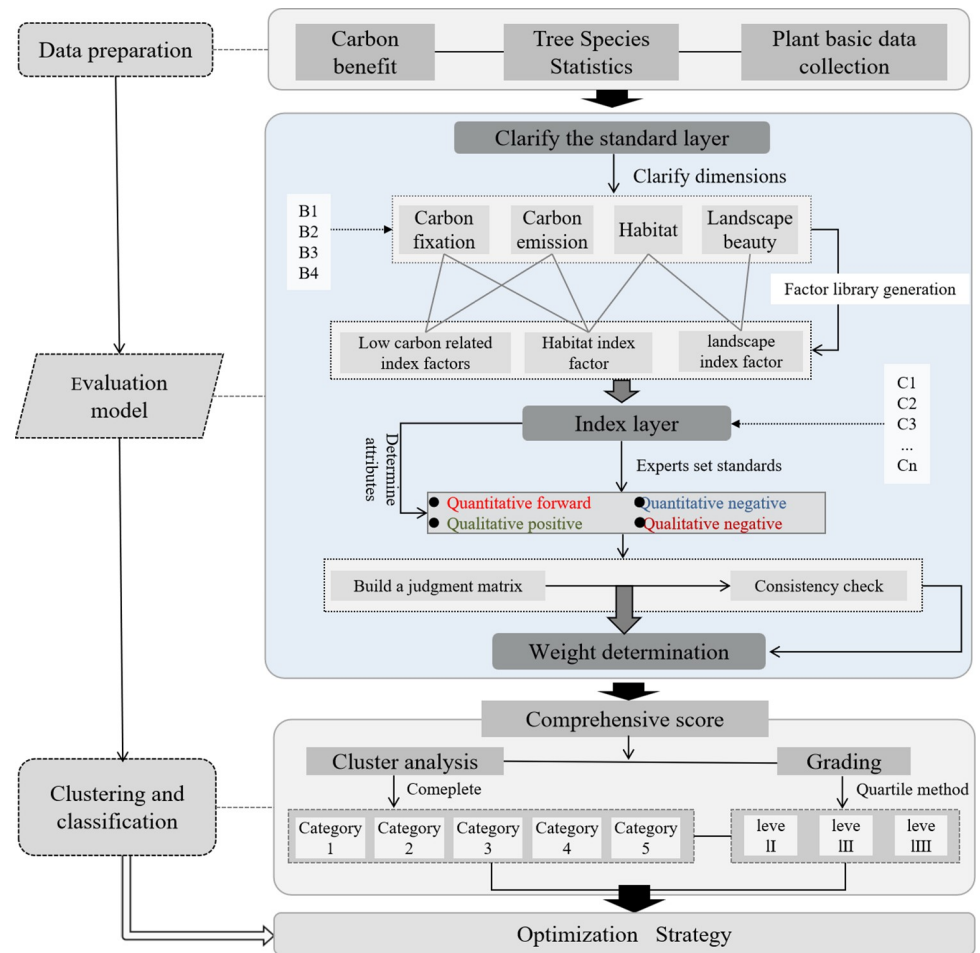 Data preparation
Carbon
benefit
Tree Species
Statistics
Plant basic data
collection
Clarify the standard layer
Clarify dimensions
B1
B2
B3
B4
Carbon
fixation
Carbon
emission
Habitat
Landscape
beauty
Factor library generation
Low carbon related
index factors
Habitat index
factor
landscape
index factor
Evaluation
model
C1
C2
C3
...
Cn
Index layer
Determine
attributes
Experts set standards
● Quantitative forward
● Quantitative negative
● Qualitative positive
● Qualitative negative
Build a judgment matrix
Consistency check
Weight determination
Comprehensive score
Cluster analysis
Grading
Comeplete
Quartile method
Clustering and
classification
Category
1
Category
2
Category
3
Category
4
Category
5
leve
lI
leve
lII
leve
lIII
Optimization Strategy